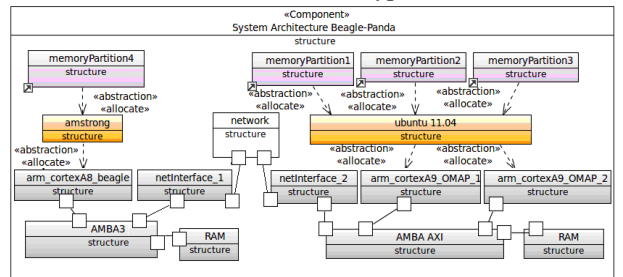 «Component»
System Architecture Beagle-Panda
structure
memoryPartition4
structure
memoryPartition1
structure
memoryPartition2
structure
memoryPartition3
structure
«abstraction»
«allocate»
«abstraction»
«allocate»
«abstraction»
«allocate»
«abstraction»
«allocate»
amstrong
structure
network
structure
ubuntu 11.04
structure
«abstraction»
«allocate»
«abstraction»
«allocate»
«abstraction»
«allocate»
arm_cortexA8_beagle
structure
netInterface_1
structure
netInterface_2
structure
arm_cortexA9_OMAP_1
structure
arm_cortexA9_OMAP_2
structure
AMBA3
structure
RAM
structure
AMBA AXI
structure
RAM
structure